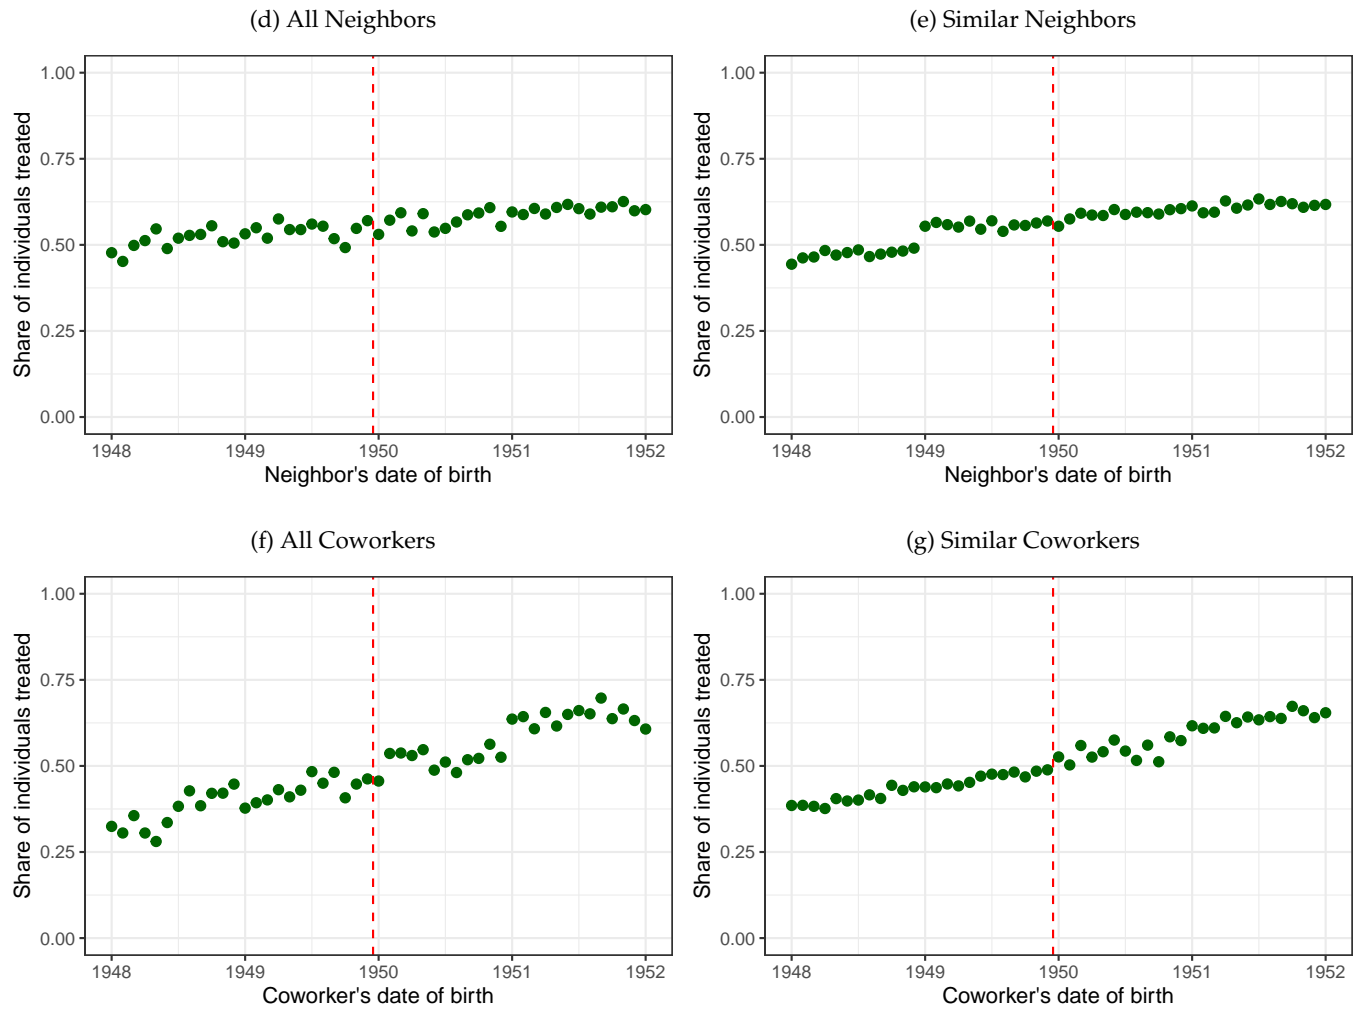 (d) All Neighbors
Share of individuals treated
1.00
0.75
0.50
0.25
0.00
1948 1949 1950 1951 1952
Neighbor's date of birth
(e) Similar Neighbors
Share of individuals treated
1.00
0.75
0.50
0.25
0.00
1948 1949 1950 1951 1952
Neighbor's date of birth
(f) All Coworkers
Share of individuals treated
1.00
0.75
0.50
0.25
0.00
1948 1949 1950 1951 1952
Coworker's date of birth
(g) Similar Coworkers
Share of individuals treated
1.00
0.75
0.50
0.25
0.00
1948 1949 1950 1951 1952
Coworker's date of birth